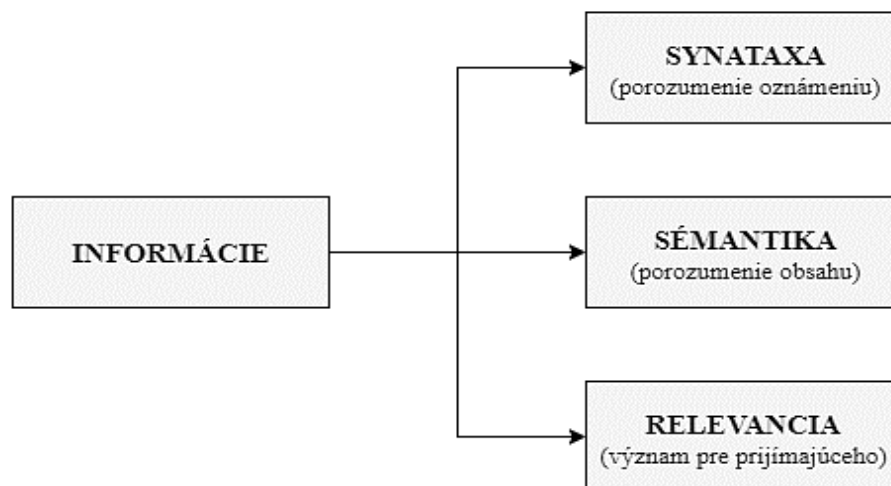 SYNATAXA
(porozumenie oznámeniu)
INFORMÁCIE
SÉMANTIKA
(porozumenie obsahu)
RELEVANCIA
(význam pre prijímajúceho)